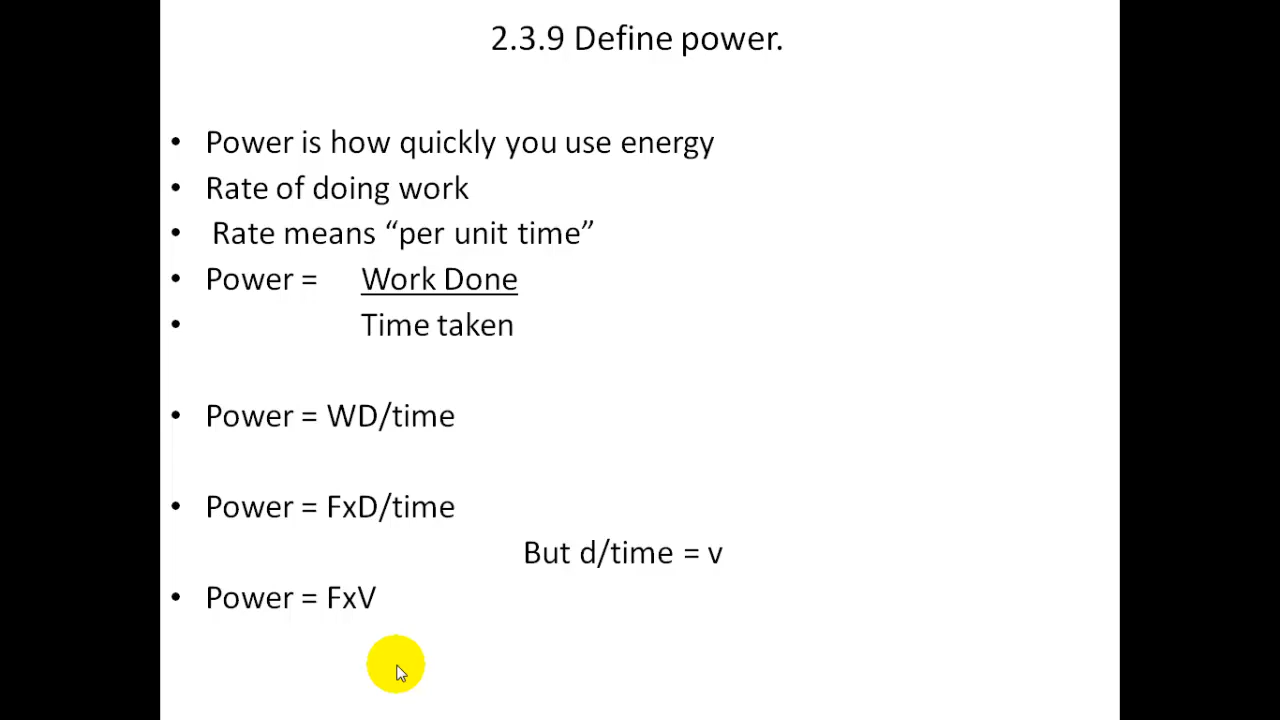 2.3.9 Define power.
• Power is how quickly you use energy
• Rate of doing work
• Rate means “per unit time”
• Power = Work Done
• Time taken
• Power = WD/time
• Power = FxD/time
But d/time = v
• Power = FxV